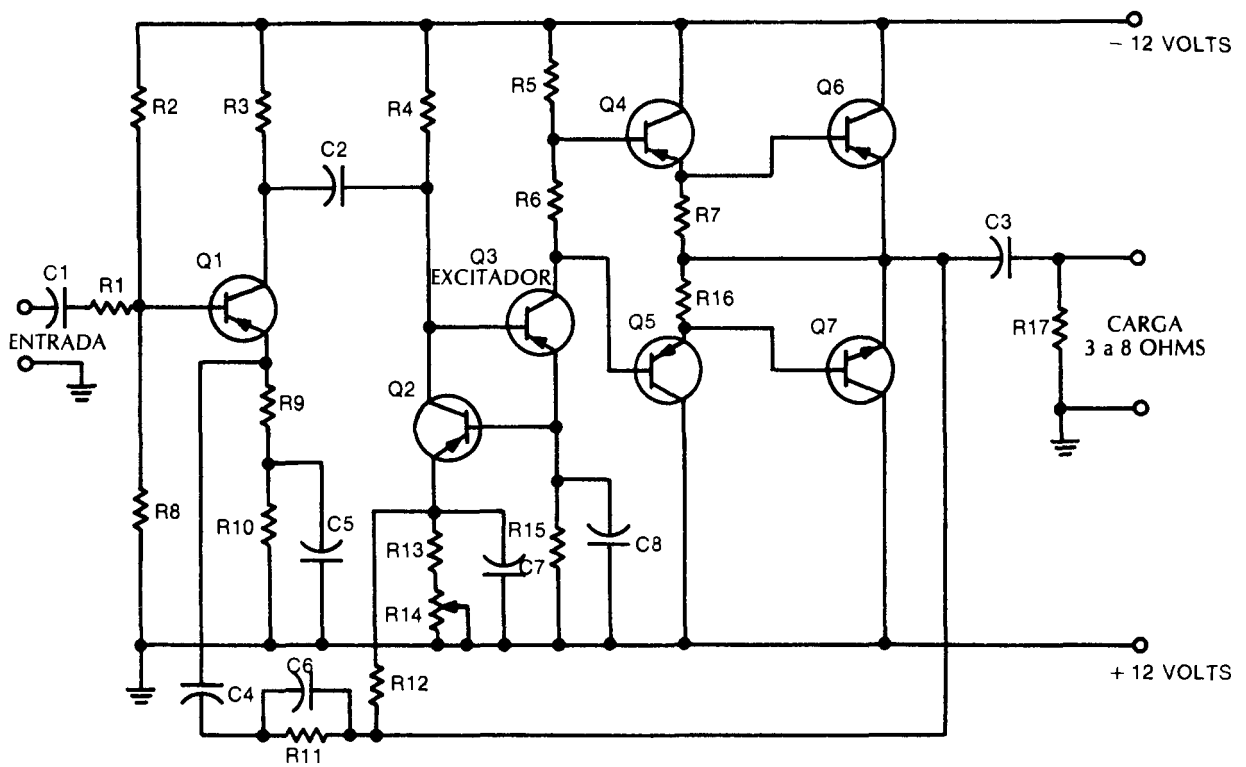 − 12 VOLTS
R2
R3
R4
R5
Q4
Q6
C2
R6
R7
C3
C1
R1
Q1
Q3
EXCITADOR
R16
ENTRADA
Q5
Q7
R17
CARGA
3 a 8 OHMS
Q2
R9
R8
R10
C5
R13
R15
C7
C8
R14
+ 12 VOLTS
C4
C6
R12
R11